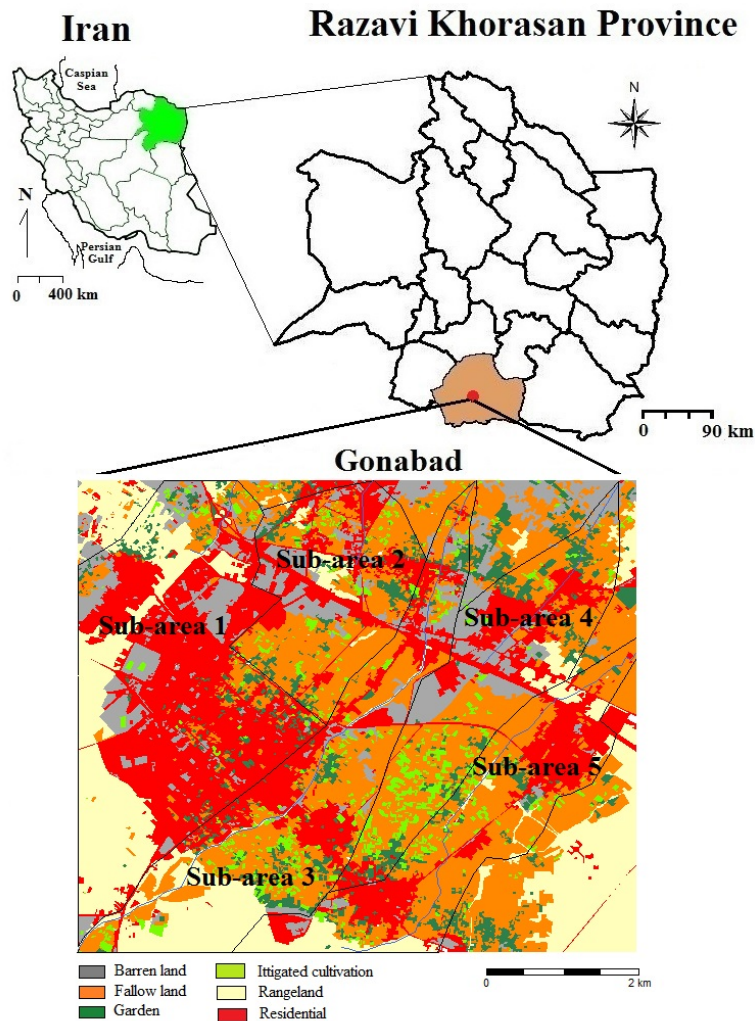 Iran
Razavi Khorasan Province
Caspian
Sea
N
N
Persian
Gulf
0 400 km
0 90 km
Gonabad
Sub-area 2
Sub-area 1
Sub-area 4
Sub-area 5
Sub-area 3
Barren land
Ittigated cultivation
Fallow land
Rangeland
Garden
Residential
0 2 km